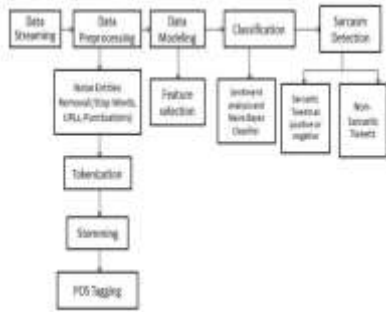 Data
Streaming
Data
Preprocessing
Data
Modeling
Classification
Sarcasm
Detection
Noise Entities
Removal (Stop Words,
URLs, Punctuations)
Feature
selection
Sentiment
analysis and
Naive Bayes
Classifier
Sarcastic
Tweets as
positive or
negative
Non-
Sarcastic
Tweets
Tokenization
Stemming
POS Tagging